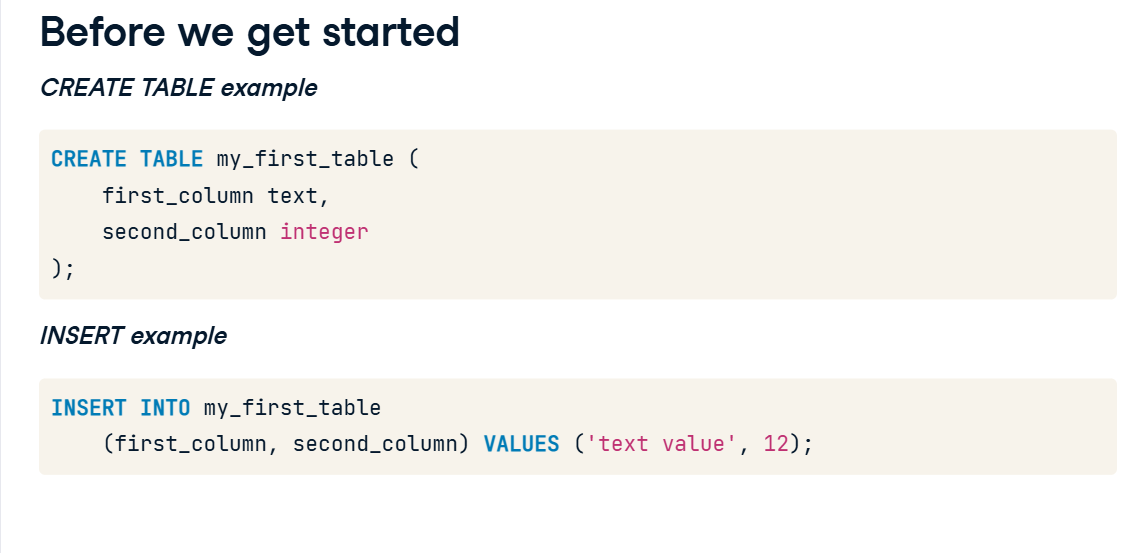 Before we get started
CREATE TABLE example
CREATE TABLE my_first_table (
    first_column text,
    second_column integer
);
INSERT example
INSERT INTO my_first_table
    (first_column, second_column) VALUES ('text value', 12);